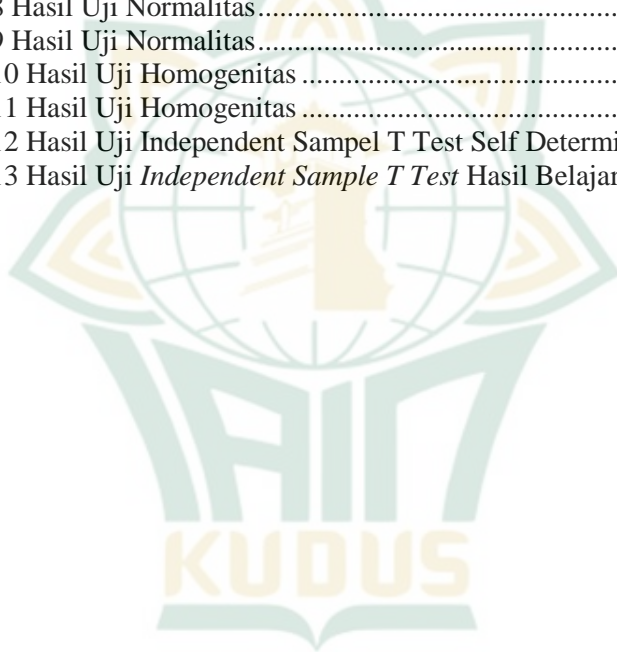 8 Hasil Uji Normalitas....................................................
9 Hasil Uji Normalitas....................................................
10 Hasil Uji Homogenitas ..............................................
11 Hasil Uji Homogenitas ..............................................
12 Hasil Uji Independent Sampel T Test Self Determi
13 Hasil Uji Independent Sample T Test Hasil Belajar
IAIN
KUDUS